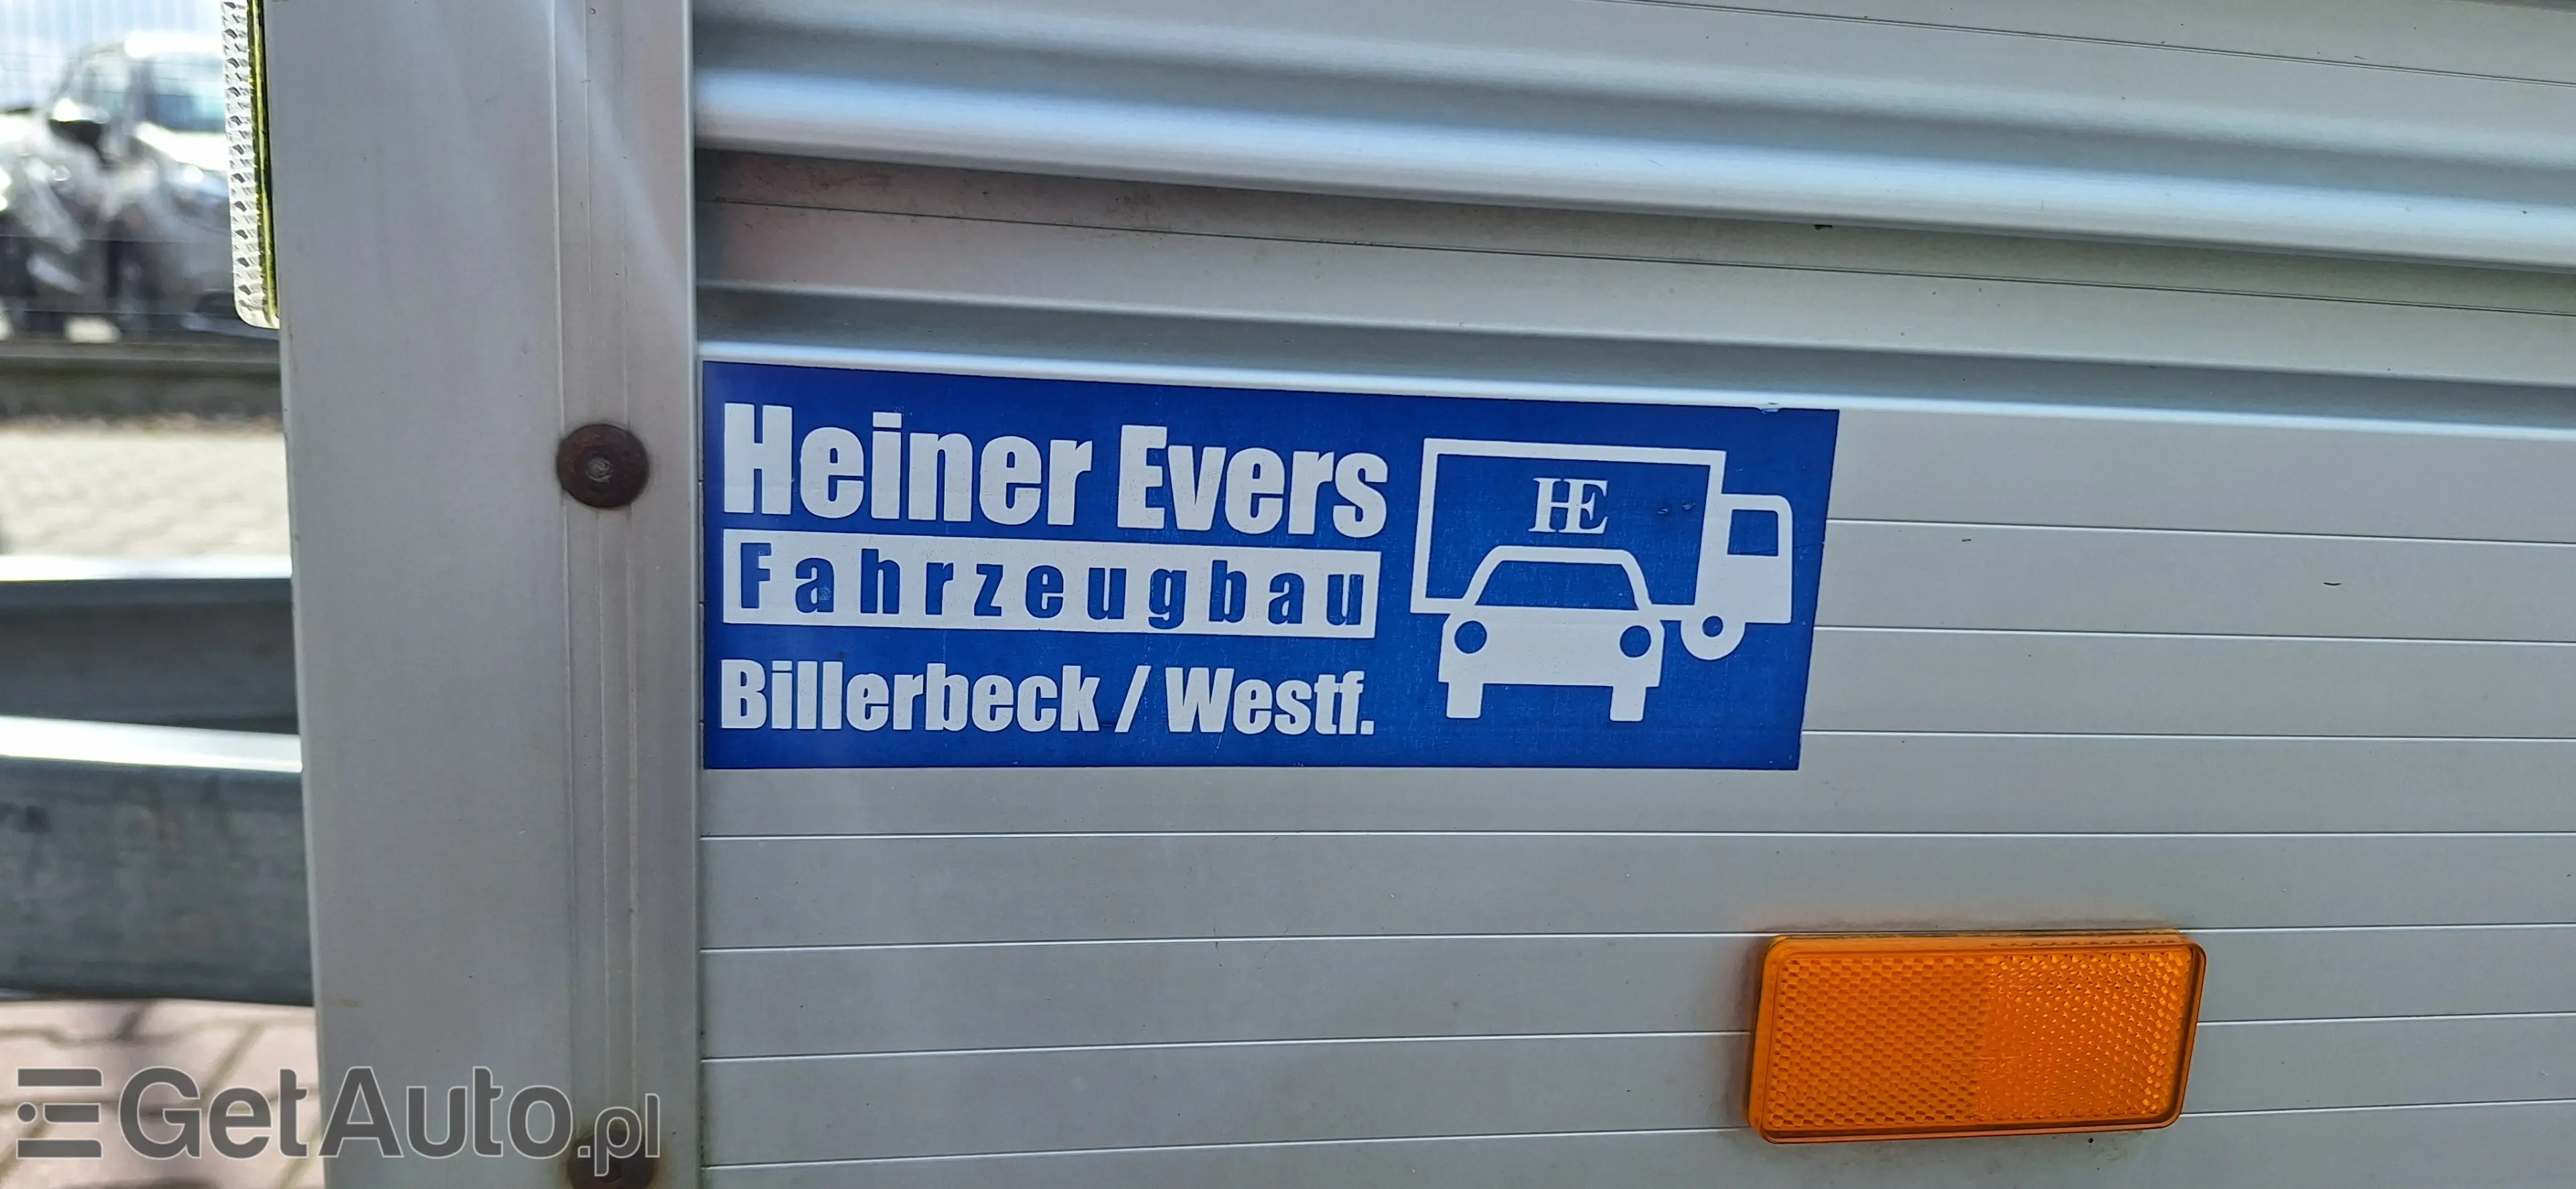 Heiner Evers
Fahrzeugbau
Billerbeck / Westf.
HE
GetAuto.pl